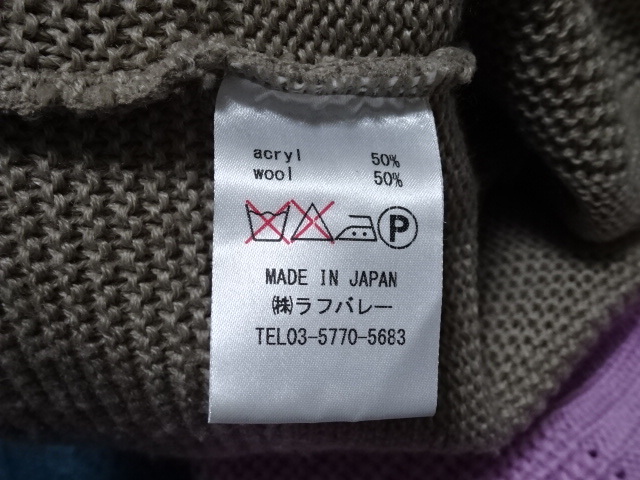 acryl 50%
wool 50%
P
MADE IN JAPAN
㈱ラフバレー
TEL03-5770-5683